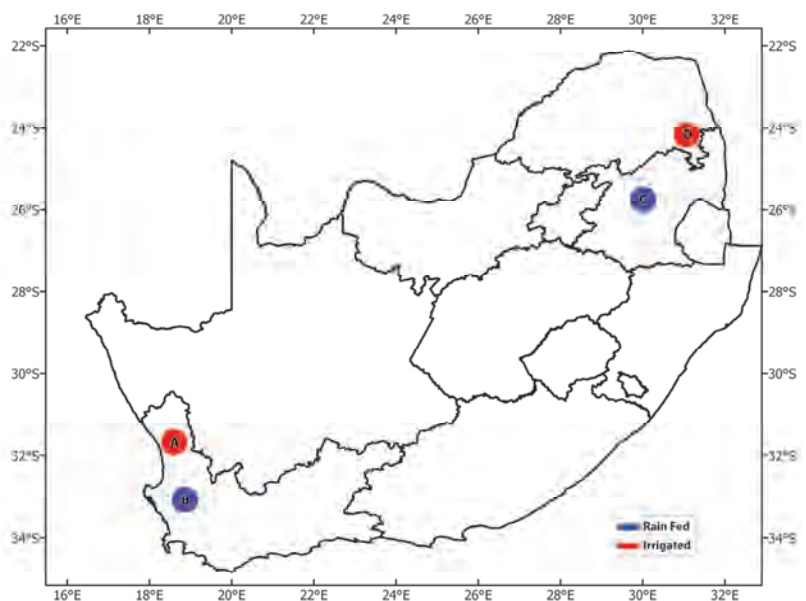 16°E 18°E 20°E 22°E 24°E 26°E 28°E 30°E 32°E
22°S 22°S
24°S D 24°S
C
26°S 26°S
28°S 28°S
30°S 30°S
A
32°S 32°S
B
34°S 34°S
Rain Fed
Irrigated
16°E 18°E 20°E 22°E 24°E 26°E 28°E 30°E 32°E